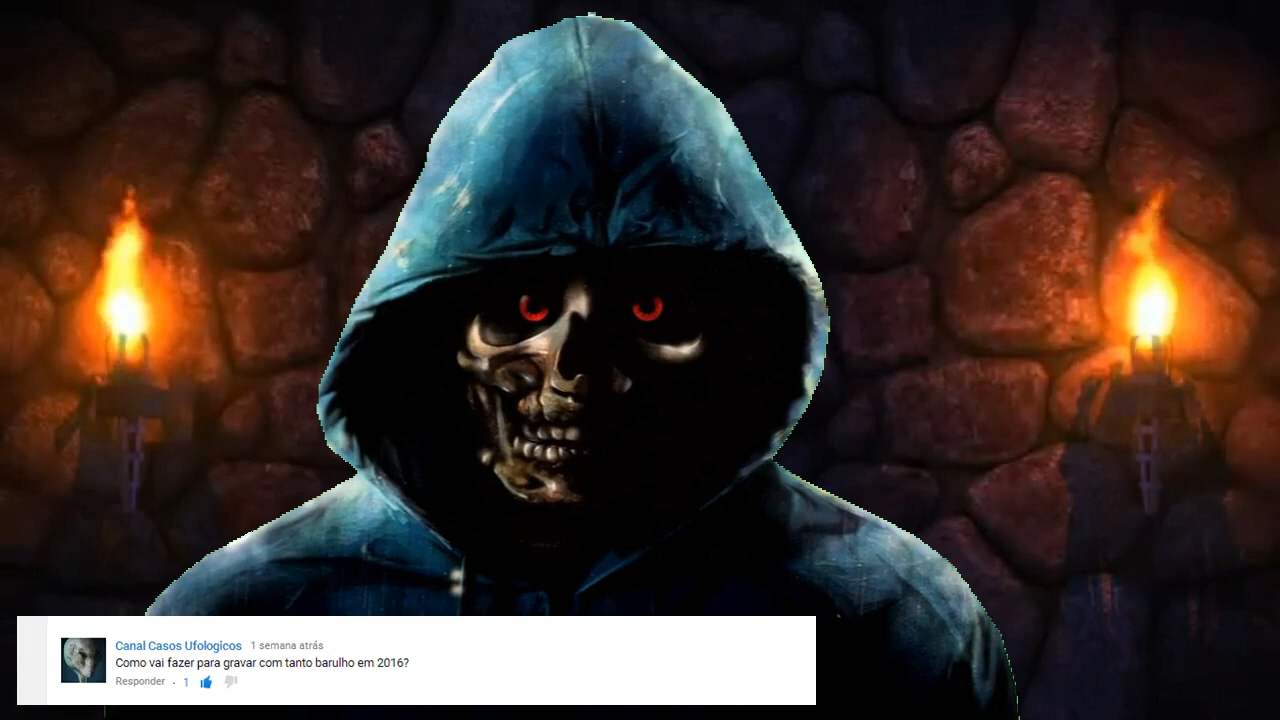 Canal Casos Ufologicos 1 semana atrás
Como vai fazer para gravar com tanto barulho em 2016?
Responder · 1